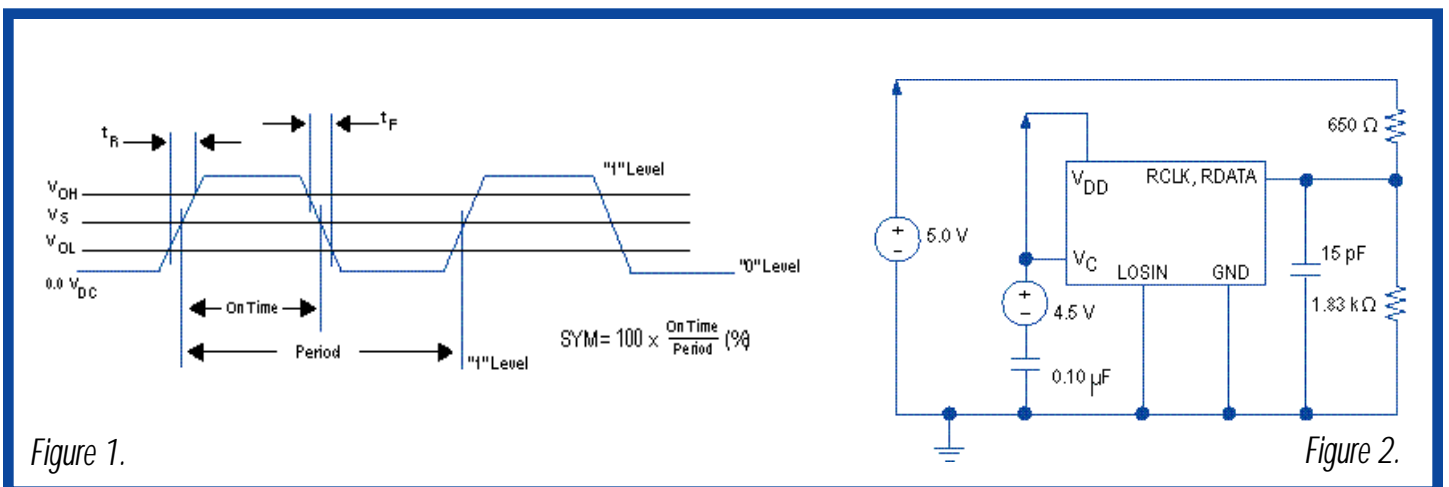 tR
tF
"1" Level
VOH
VS
VOL
0.0 VDC
"0" Level
On Time
Period
"1" Level
SYM = 100 x On Time
Period (%)
Figure 1.
650 Ω
VDD
RCLK, RDATA
+
–
5.0 V
VC
LOSIN
GND
15 pF
1.83 kΩ
+
–
4.5 V
0.10 µF
Figure 2.